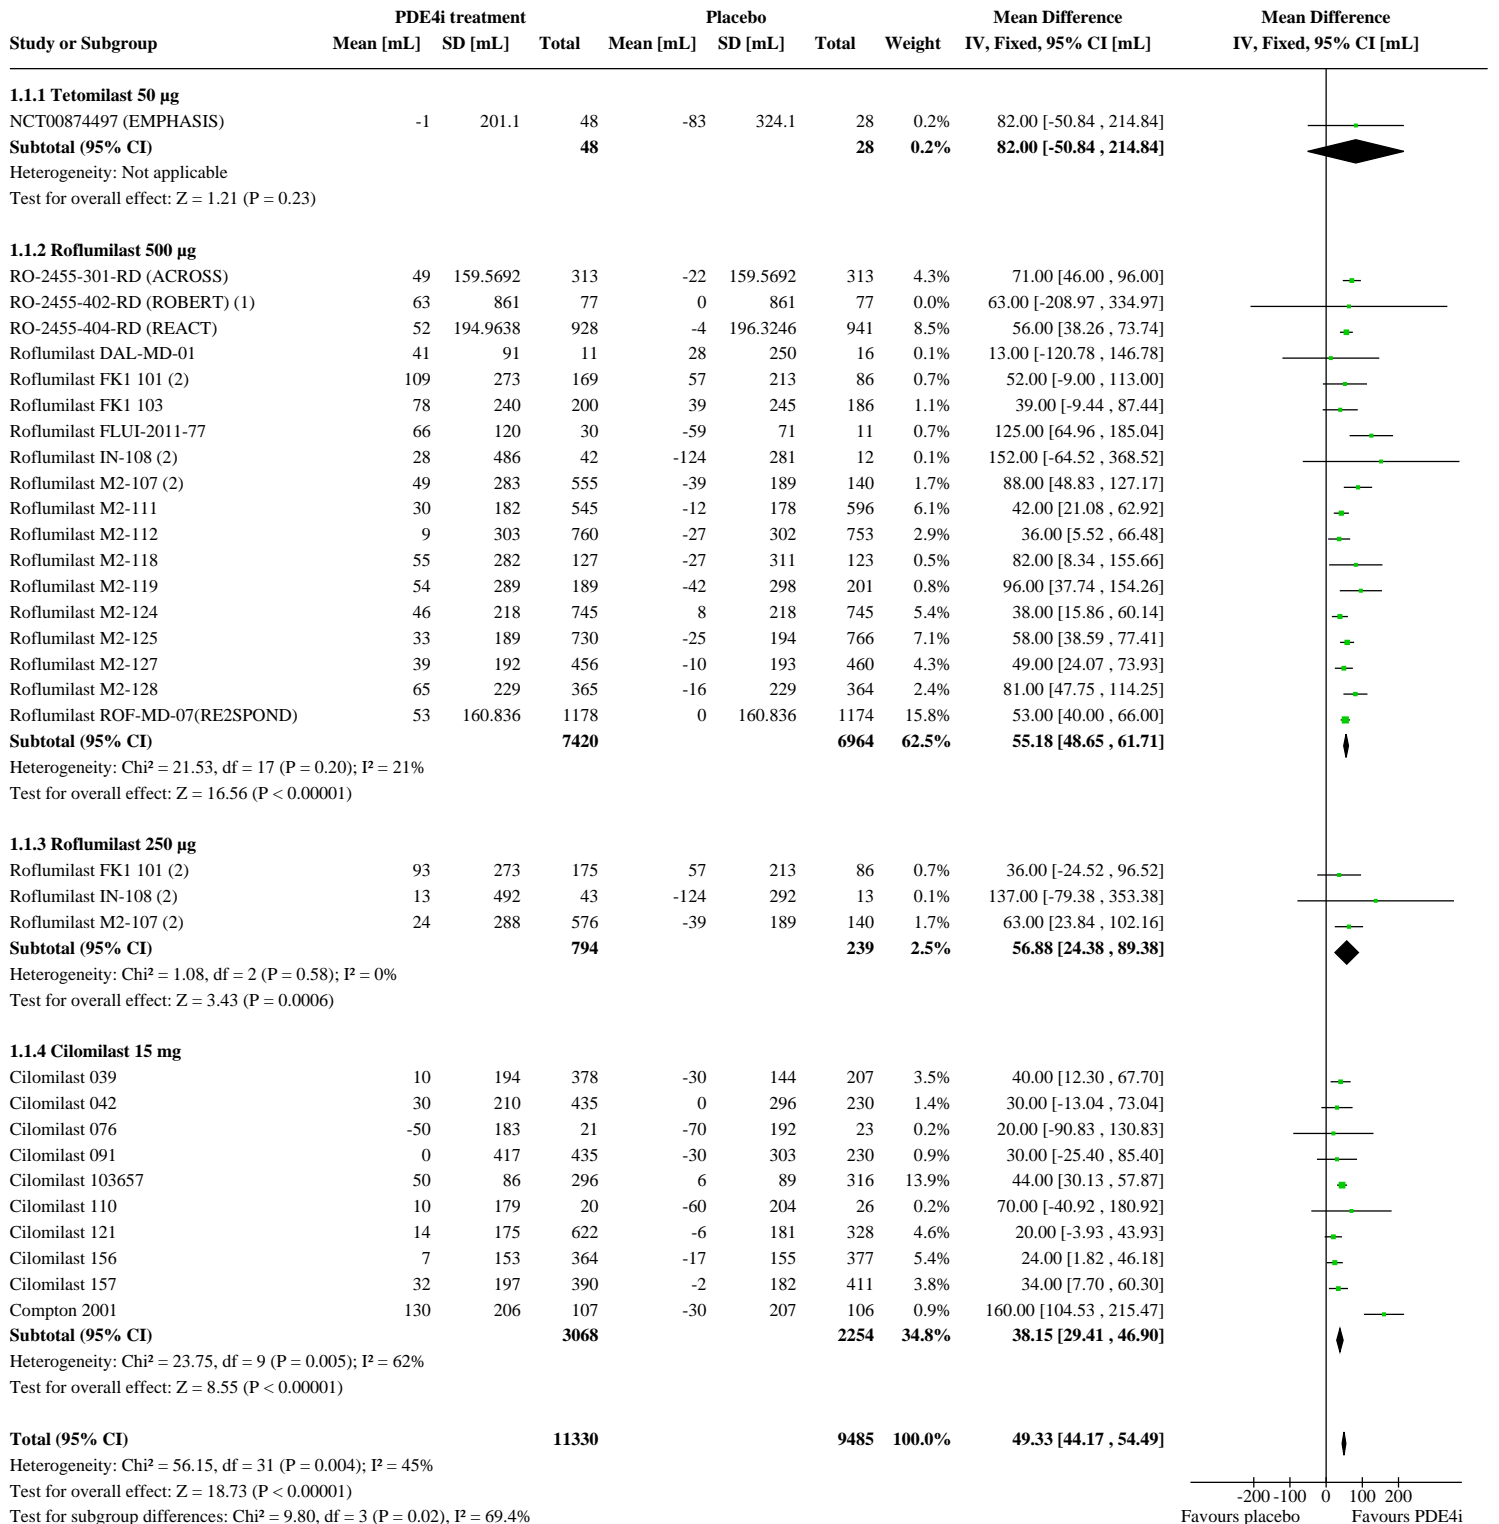 PDE4i treatment Placebo Mean Difference Mean Difference
Study or Subgroup Mean [mL] SD [mL] Total Mean [mL] SD [mL] Total Weight IV, Fixed, 95% CI [mL] IV, Fixed, 95% CI [mL]
1.1.1 Tetomilast 50 µg
NCT00874497 (EMPHASIS) -1 201.1 48 -83 324.1 28 0.2% 82.00 [-50.84 , 214.84]
Subtotal (95% CI) 48 28 0.2% 82.00 [-50.84 , 214.84]
Heterogeneity: Not applicable
Test for overall effect: Z = 1.21 (P = 0.23)
1.1.2 Roflumilast 500 µg
RO-2455-301-RD (ACROSS) 49 159.5692 313 -22 159.5692 313 4.3% 71.00 [46.00 , 96.00]
RO-2455-402-RD (ROBERT) (1) 63 861 77 0 861 77 0.0% 63.00 [-208.97 , 334.97]
RO-2455-404-RD (REACT) 52 194.9638 928 -4 196.3246 941 8.5% 56.00 [38.26 , 73.74]
Roflumilast DAL-MD-01 41 91 11 28 250 16 0.1% 13.00 [-120.78 , 146.78]
Roflumilast FK1 101 (2) 109 273 169 57 213 86 0.7% 52.00 [-9.00 , 113.00]
Roflumilast FK1 103 78 240 200 39 245 186 1.1% 39.00 [-9.44 , 87.44]
Roflumilast FLUI-2011-77 66 120 30 -59 71 11 0.7% 125.00 [64.96 , 185.04]
Roflumilast IN-108 (2) 28 486 42 -124 281 12 0.1% 152.00 [-64.52 , 368.52]
Roflumilast M2-107 (2) 49 283 555 -39 189 140 1.7% 88.00 [48.83 , 127.17]
Roflumilast M2-111 30 182 545 -12 178 596 6.1% 42.00 [21.08 , 62.92]
Roflumilast M2-112 9 303 760 -27 302 753 2.9% 36.00 [5.52 , 66.48]
Roflumilast M2-118 55 282 127 -27 311 123 0.5% 82.00 [8.34 , 155.66]
Roflumilast M2-119 54 289 189 -42 298 201 0.8% 96.00 [37.74 , 154.26]
Roflumilast M2-124 46 218 745 8 218 745 5.4% 38.00 [15.86 , 60.14]
Roflumilast M2-125 33 189 730 -25 194 766 7.1% 58.00 [38.59 , 77.41]
Roflumilast M2-127 39 192 456 -10 193 460 4.3% 49.00 [24.07 , 73.93]
Roflumilast M2-128 65 229 365 -16 229 364 2.4% 81.00 [47.75 , 114.25]
Roflumilast ROF-MD-07(RE2SPOND) 53 160.836 1178 0 160.836 1174 15.8% 53.00 [40.00 , 66.00]
Subtotal (95% CI) 7420 6964 62.5% 55.18 [48.65 , 61.71]
Heterogeneity: Chi² = 21.53, df = 17 (P = 0.20); I² = 21%
Test for overall effect: Z = 16.56 (P < 0.00001)
1.1.3 Roflumilast 250 µg
Roflumilast FK1 101 (2) 93 273 175 57 213 86 0.7% 36.00 [-24.52 , 96.52]
Roflumilast IN-108 (2) 13 492 43 -124 292 13 0.1% 137.00 [-79.38 , 353.38]
Roflumilast M2-107 (2) 24 288 576 -39 189 140 1.7% 63.00 [23.84 , 102.16]
Subtotal (95% CI) 794 239 2.5% 56.88 [24.38 , 89.38]
Heterogeneity: Chi² = 1.08, df = 2 (P = 0.58); I² = 0%
Test for overall effect: Z = 3.43 (P = 0.0006)
1.1.4 Cilomilast 15 mg
Cilomilast 039 10 194 378 -30 144 207 3.5% 40.00 [12.30 , 67.70]
Cilomilast 042 30 210 435 0 296 230 1.4% 30.00 [-13.04 , 73.04]
Cilomilast 076 -50 183 21 -70 192 23 0.2% 20.00 [-90.83 , 130.83]
Cilomilast 091 0 417 435 -30 303 230 0.9% 30.00 [-25.40 , 85.40]
Cilomilast 103657 50 86 296 6 89 316 13.9% 44.00 [30.13 , 57.87]
Cilomilast 110 10 179 20 -60 204 26 0.2% 70.00 [-40.92 , 180.92]
Cilomilast 121 14 175 622 -6 181 328 4.6% 20.00 [-3.93 , 43.93]
Cilomilast 156 7 153 364 -17 155 377 5.4% 24.00 [1.82 , 46.18]
Cilomilast 157 32 197 390 -2 182 411 3.8% 34.00 [7.70 , 60.30]
Compton 2001 130 206 107 -30 207 106 0.9% 160.00 [104.53 , 215.47]
Subtotal (95% CI) 3068 2254 34.8% 38.15 [29.41 , 46.90]
Heterogeneity: Chi² = 23.75, df = 9 (P = 0.005); I² = 62%
Test for overall effect: Z = 8.55 (P < 0.00001)
Total (95% CI) 11330 9485 100.0% 49.33 [44.17 , 54.49]
Heterogeneity: Chi² = 56.15, df = 31 (P = 0.004); I² = 45%
Test for overall effect: Z = 18.73 (P < 0.00001)
-200 -100 0 100 200
Test for subgroup differences: Chi² = 9.80, df = 3 (P = 0.02), I² = 69.4%
Favours placebo Favours PDE4i